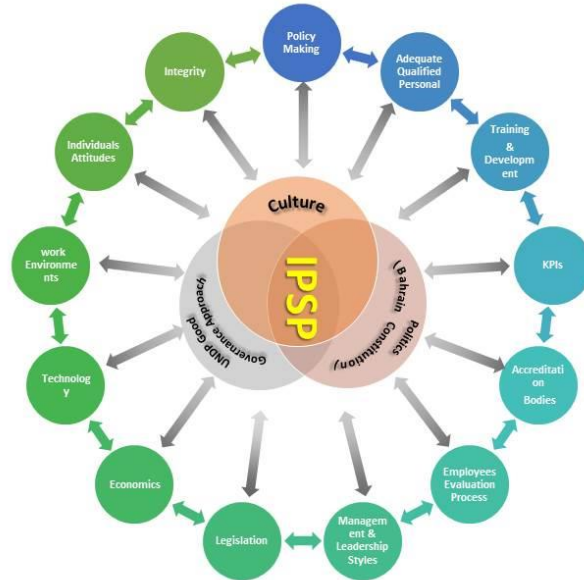 Policy
Making
Adequate
Qualified
Personal
Training
&
Developm
ent
KPIs
Accreditati
on
Bodies
Employees
Evaluation
Process
Managem
ent &
Leadership
Styles
Legislation
Economics
Technolog
y
work
Environme
nts
Individuals
Attitudes
Integrity
Culture
IPSP
UNDP Good
Governance Approach
Politics
(Bahrain Constitution)